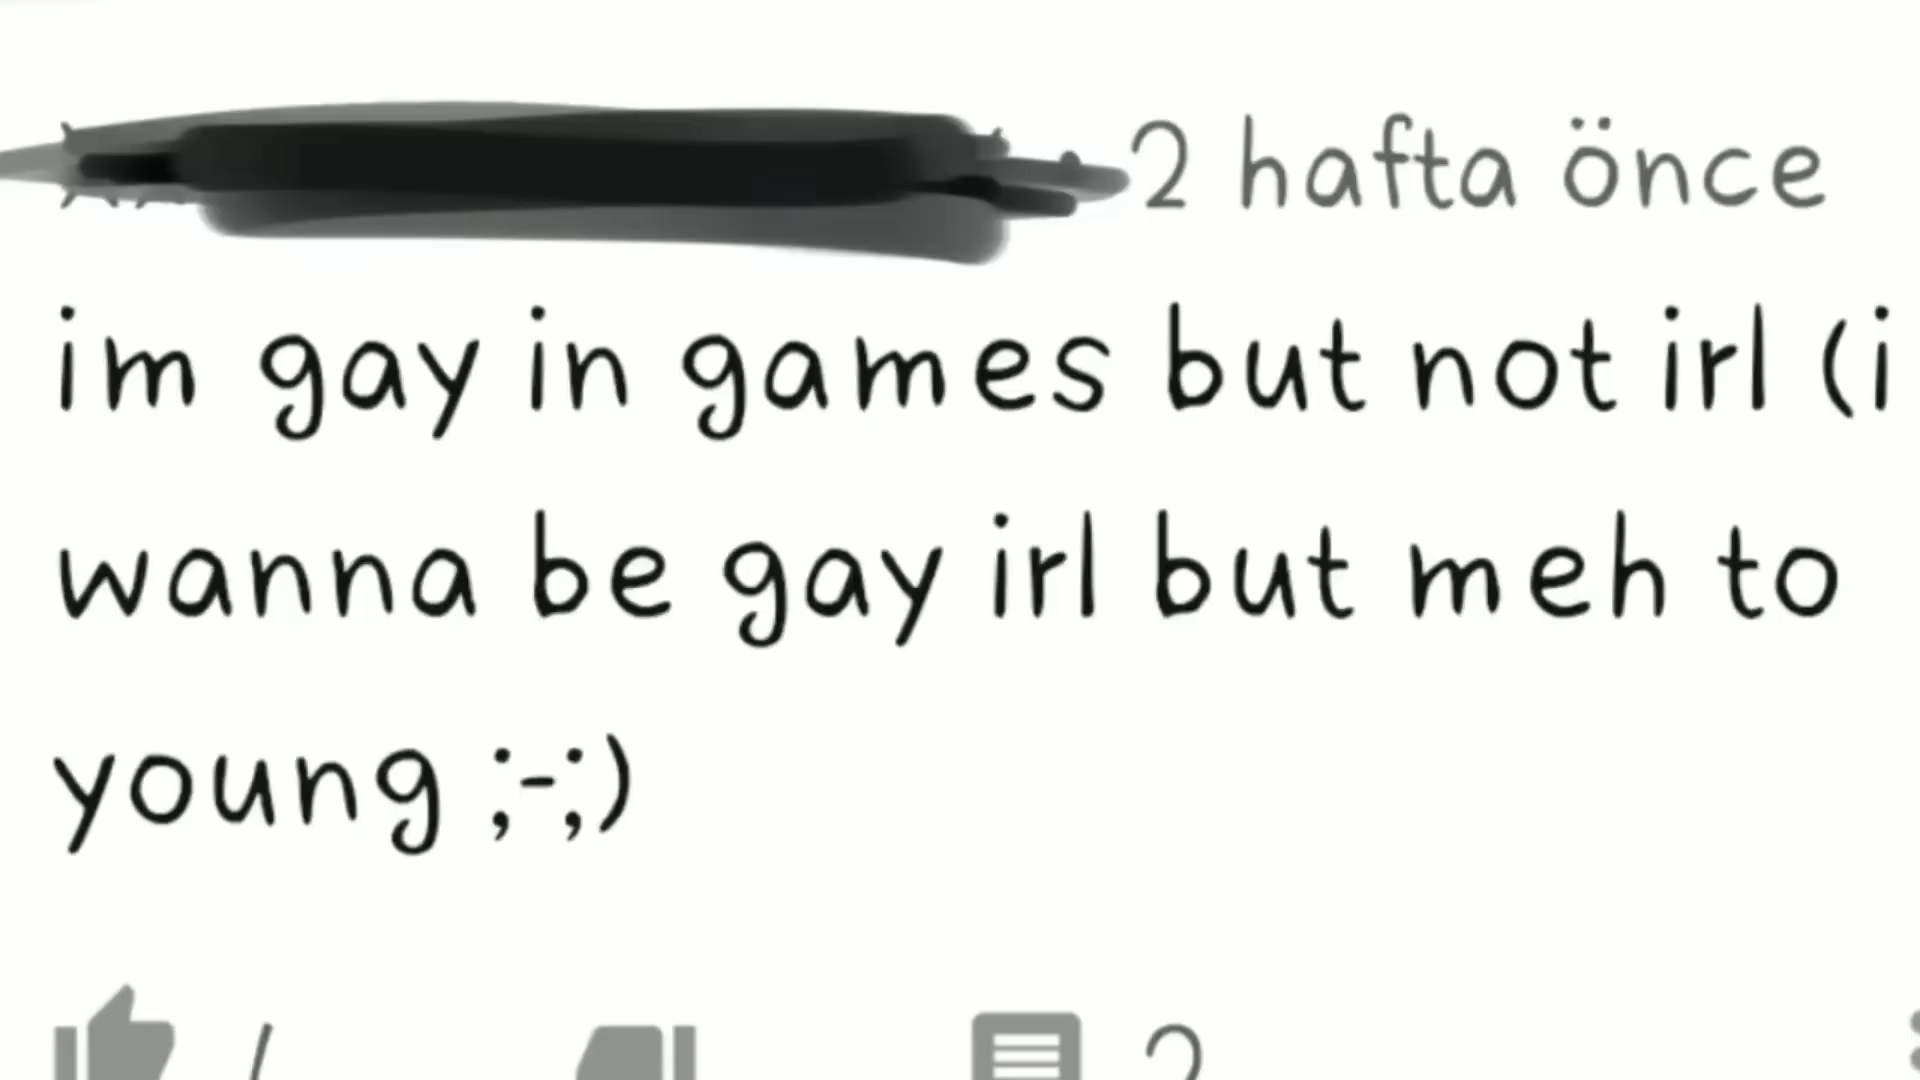 2 hafta önce
im gay in games but not irl (i
wanna be gay irl but meh to
young ;-;)